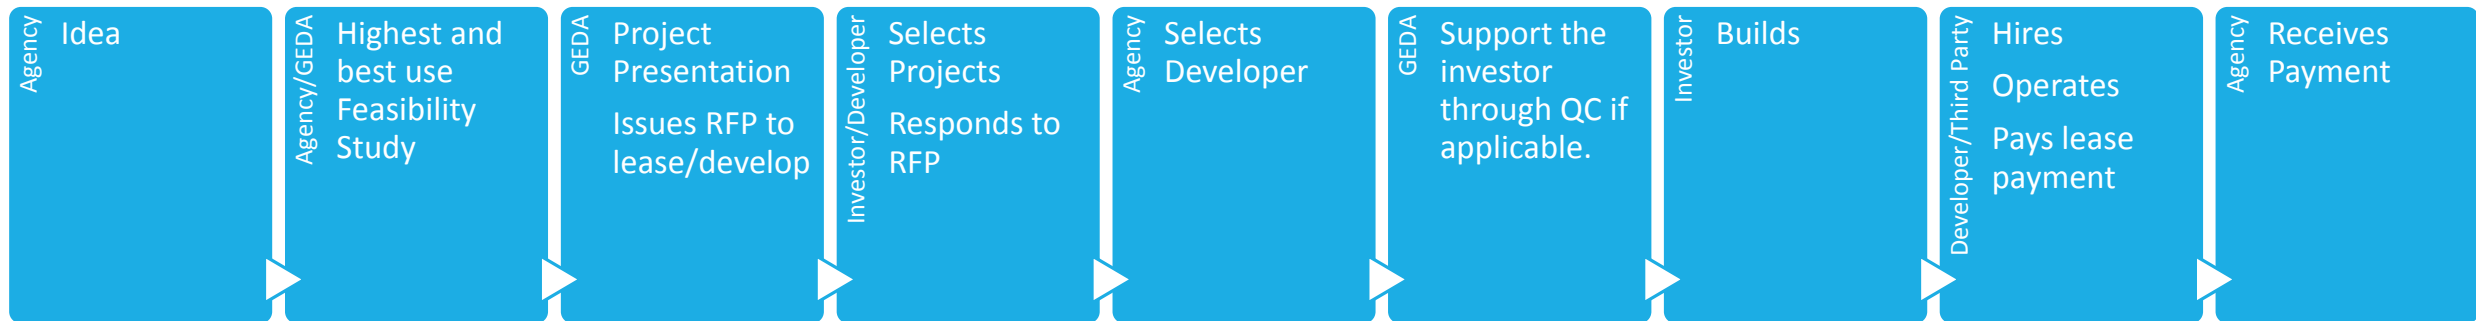 Agency
Idea
Agency/GEDA
Highest and
best use
Feasibility
Study
GEDA
Project
Presentation
Issues RFP to
lease/develop
Investor/Developer
Selects
Projects
Responds to
RFP
Agency
Selects
Developer
GEDA
Support the
investor
through QC if
applicable.
Investor
Builds
Developer/Third Party
Hires
Operates
Pays lease
payment
Agency
Receives
Payment